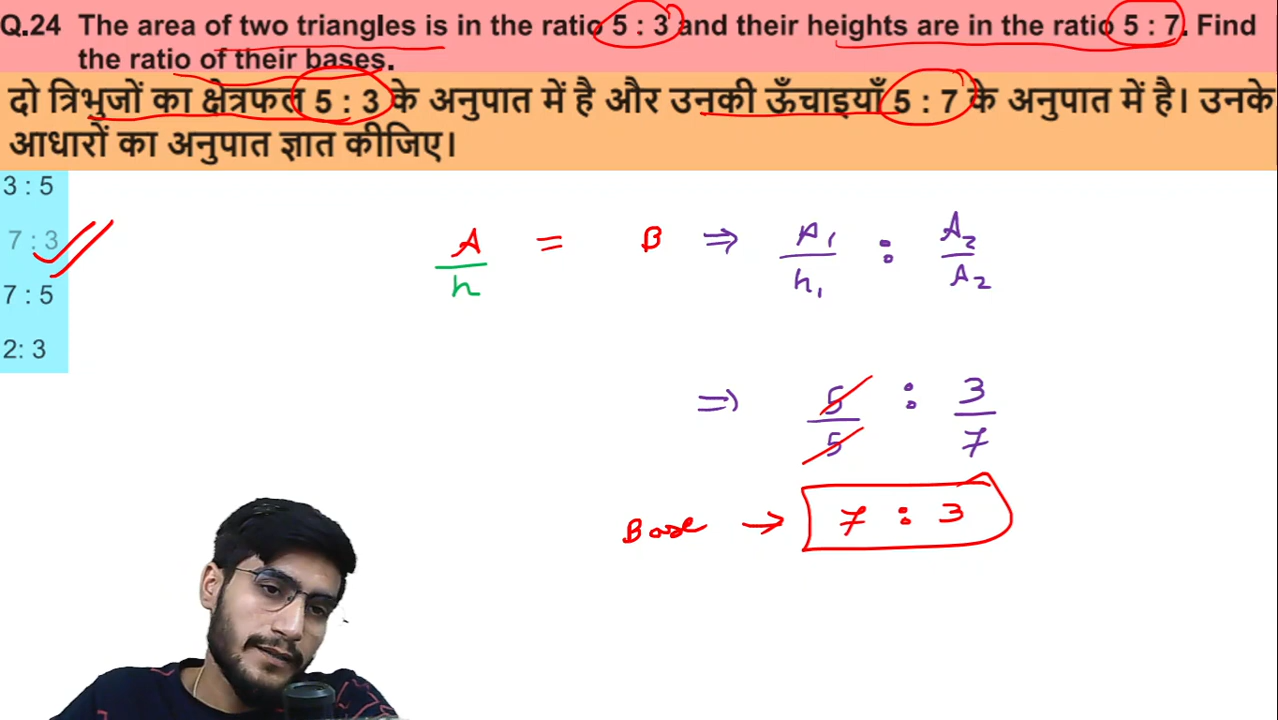 Q.24 The area of two triangles is in the ratio 5 : 3 and their heights are in the ratio 5 : 7. Find
the ratio of their bases.
दो त्रिभुजों का क्षेत्रफल 5 : 3 के अनुपात में है और उनकी ऊँचाइयाँ 5 : 7 के अनुपात में है। उनके
आधारों का अनुपात ज्ञात कीजिए।
3 : 5
7 : 3
7 : 5
2: 3
A/h = B ⇒ A₁/h₁ : A₂/A₂
⇒ 5/5 : 3/7
Base → 7 : 3